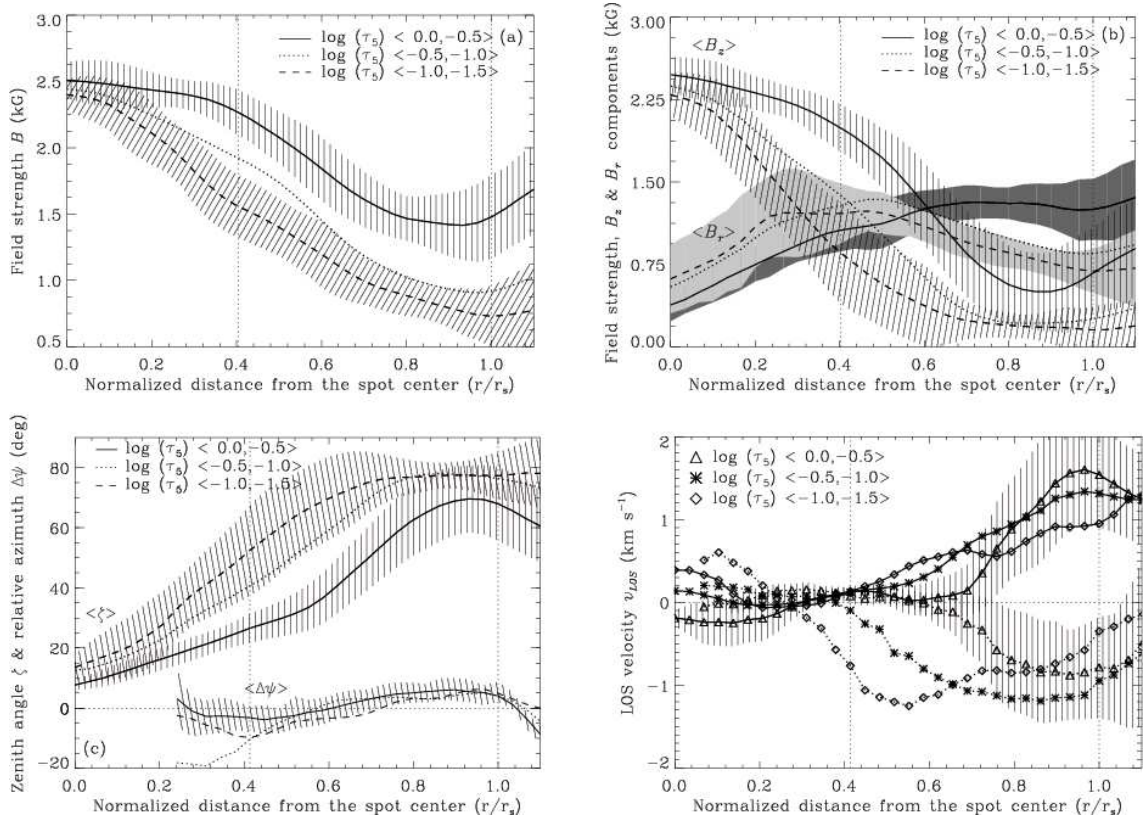 log (τ5) < 0.0,−0.5> (a)
log (τ5) <−0.5,−1.0>
log (τ5) <−1.0,−1.5>
Field strength B (kG)
3.0
2.5
2.0
1.5
1.0
0.5
0.0 0.2 0.4 0.6 0.8 1.0
Normalized distance from the spot center (r/rs)
<Bz>
log (τ5) < 0.0,−0.5> (b)
log (τ5) <−0.5,−1.0>
log (τ5) <−1.0,−1.5>
<Br>
Field strength, Bz & Br components (kG)
3.00
2.25
1.50
0.75
0.00
0.0 0.2 0.4 0.6 0.8 1.0
Normalized distance from the spot center (r/rs)
log (τ5) < 0.0,−0.5>
log (τ5) <−0.5,−1.0>
log (τ5) <−1.0,−1.5>
<ζ>
<Δψ>
(c)
Zenith angle ζ & relative azimuth Δψ (deg)
80
60
40
20
0
−20
0.0 0.2 0.4 0.6 0.8 1.0
Normalized distance from the spot center (r/rs)
log (τ5) < 0.0,−0.5>
log (τ5) <−0.5,−1.0>
log (τ5) <−1.0,−1.5>
LOS velocity vLOS (km s−1)
2
1
0
−1
−2
0.0 0.2 0.4 0.6 0.8 1.0
Normalized distance from the spot center (r/rs)